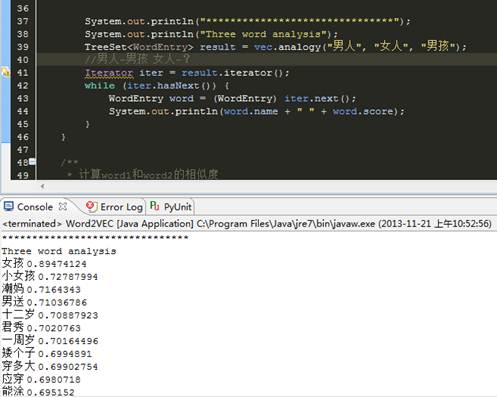 36
37 System.out.println("*******************************");
38 System.out.println("Three word analysis");
39 TreeSet<WordEntry> result = vec.analogy("男人", "女人", "男孩");
40 //男人-男孩 女人-?
41 Iterator iter = result.iterator();
42 while (iter.hasNext()) {
43 WordEntry word = (WordEntry) iter.next();
44 System.out.println(word.name + " " + word.score);
45 }
46 }
47
48 /**
49 * 计算word1和word2的相似度
Console Error Log PyUnit
<terminated> Word2VEC [Java Application] C:\Program Files\Java\jre7\bin\javaw.exe (2013-11-21 上午10:52:56)
*******************************
Three word analysis
女孩 0.89474124
小女孩 0.72787994
潮妈 0.7164343
男送 0.71036786
十二岁 0.70887923
君秀 0.7020763
一周岁 0.70164496
矮个子 0.6994891
穿多大 0.69902754
应穿 0.6980718
能涂 0.695152